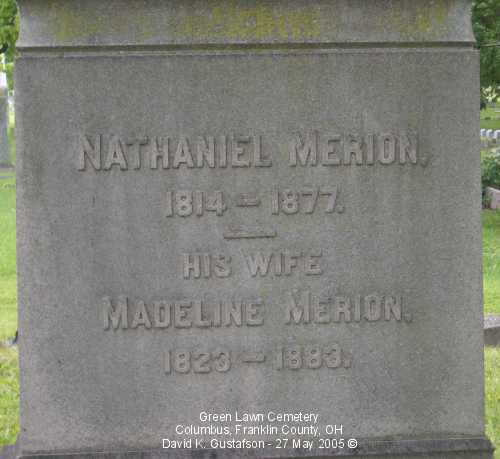 NATHANIEL MERION.
1814 – 1877.
HIS WIFE
MADELINE MERION.
1823 – 1883.
Green Lawn Cemetery
Columbus, Franklin County, OH
David K. Gustafson - 27 May 2005 ©